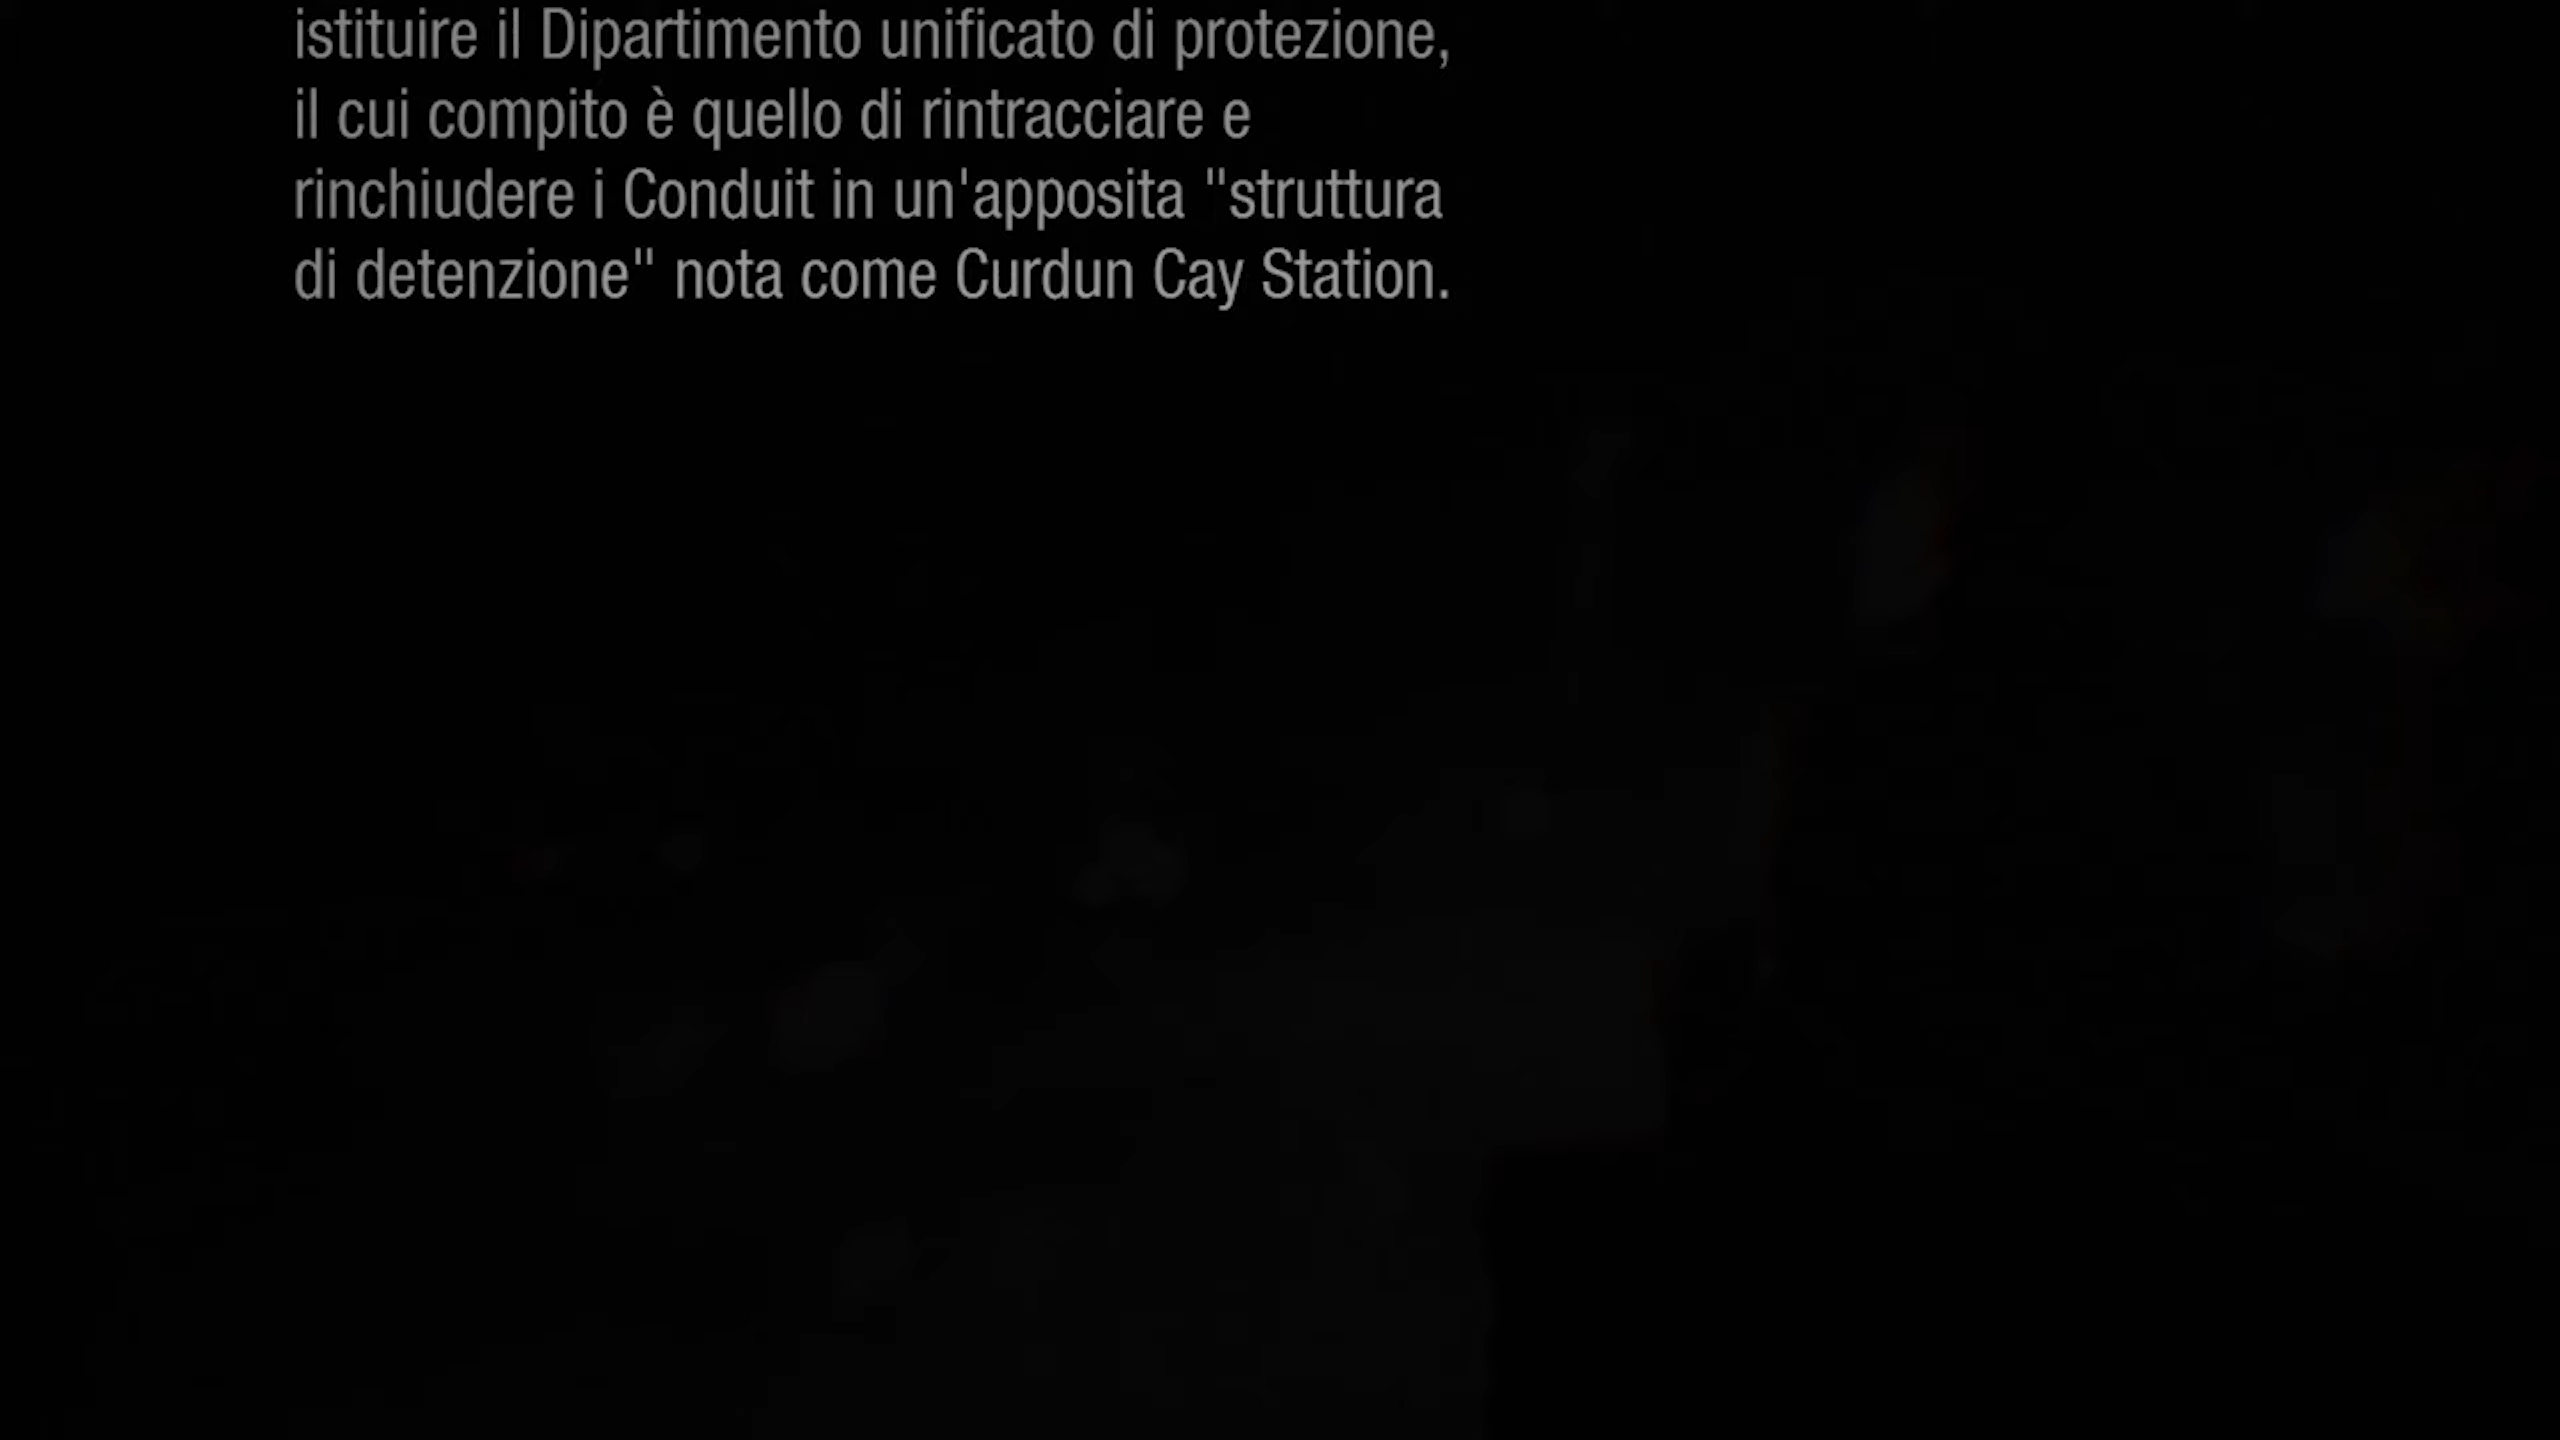 istituire il Dipartimento unificato di protezione,
il cui compito è quello di rintracciare e
rinchiudere i Conduit in un'apposita "struttura
di detenzione" nota come Curdun Cay Station.